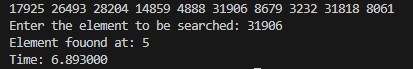 17925 26493 28204 14859 4888 31906 8679 3232 31818 8061
Enter the element to be searched: 31906
Element fouond at: 5
Time: 6.893000